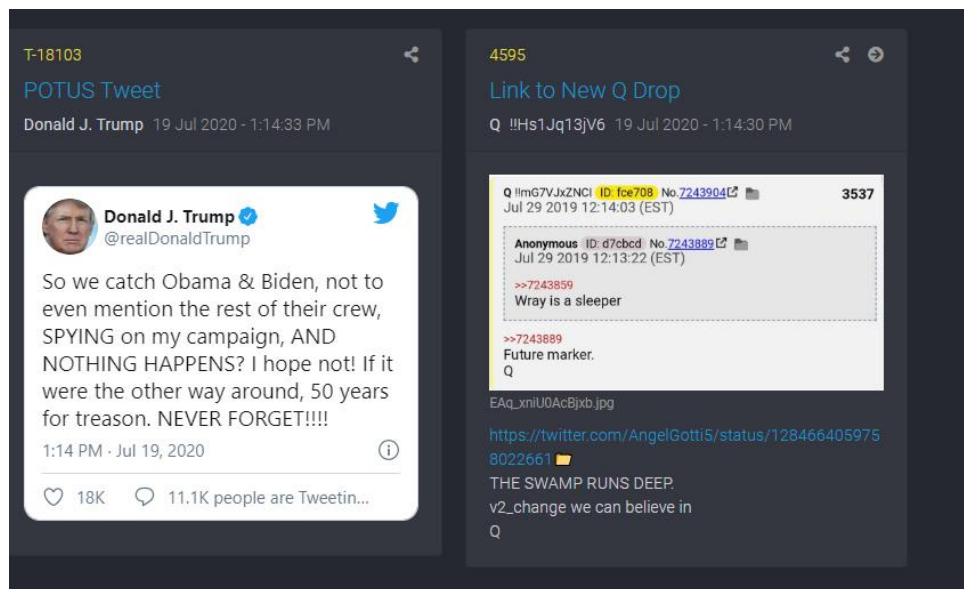 T-18103
POTUS Tweet
Donald J. Trump 19 Jul 2020 - 1:14:33 PM
Donald J. Trump
@realDonaldTrump
So we catch Obama & Biden, not to
even mention the rest of their crew,
SPYING on my campaign, AND
NOTHING HAPPENS? I hope not! If it
were the other way around, 50 years
for treason. NEVER FORGET!!!!
1:14 PM · Jul 19, 2020
18K 11.1K people are Tweetin...
4595
Link to New Q Drop
Q !!Hs1Jq13jV6 19 Jul 2020 - 1:14:30 PM
Q !!mG7VJxZNCI ID: fce708 No.7243904 3537
Jul 29 2019 12:14:03 (EST)
Anonymous ID: d7cbcd No.7243889
Jul 29 2019 12:13:22 (EST)
>>7243859
Wray is a sleeper
>>7243889
Future marker.
Q
EAq_xniU0AcBjxb.jpg
https://twitter.com/AngelGotti5/status/128466405975
8022661
THE SWAMP RUNS DEEP.
v2_change we can believe in
Q